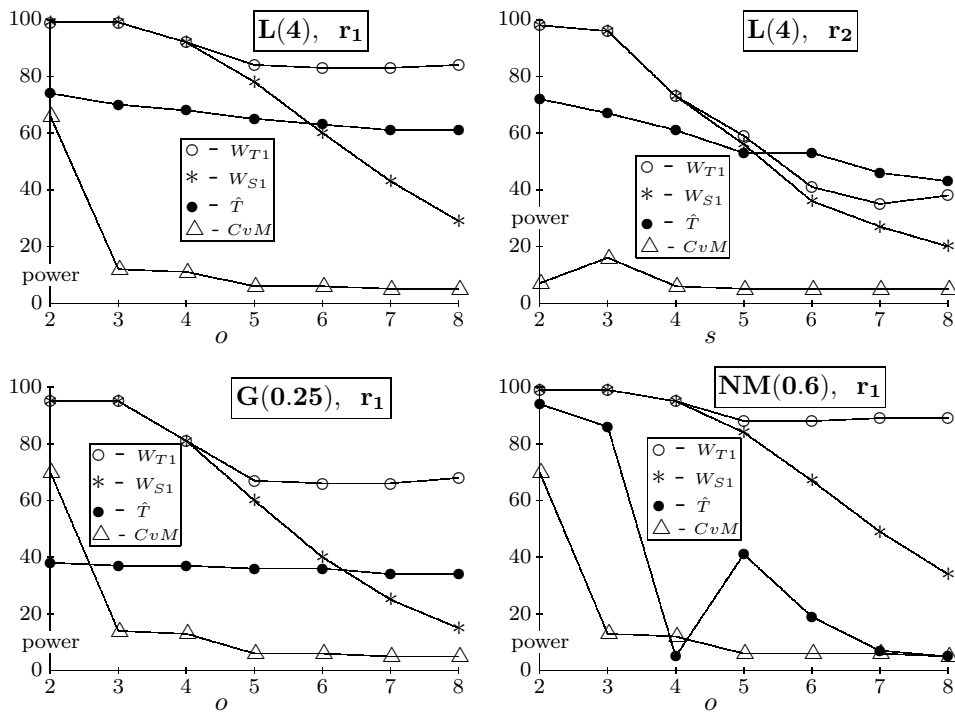 L(4), r₁
100
80
60
40
20
0
power
○ – W_{T1}
∗ – W_{S1}
● – T̂
△ - CvM
2 3 4 5 6 7 8
o
L(4), r₂
100
80
60
40
power
20
0
○ – W_{T1}
∗ – W_{S1}
● – T̂
△ - CvM
2 3 4 5 6 7 8
s
G(0.25), r₁
100
80
60
40
20
power
0
○ – W_{T1}
∗ – W_{S1}
● – T̂
△ - CvM
2 3 4 5 6 7 8
o
NM(0.6), r₁
100
80
60
40
20
power
0
○ – W_{T1}
∗ – W_{S1}
● – T̂
△ - CvM
2 3 4 5 6 7 8
o